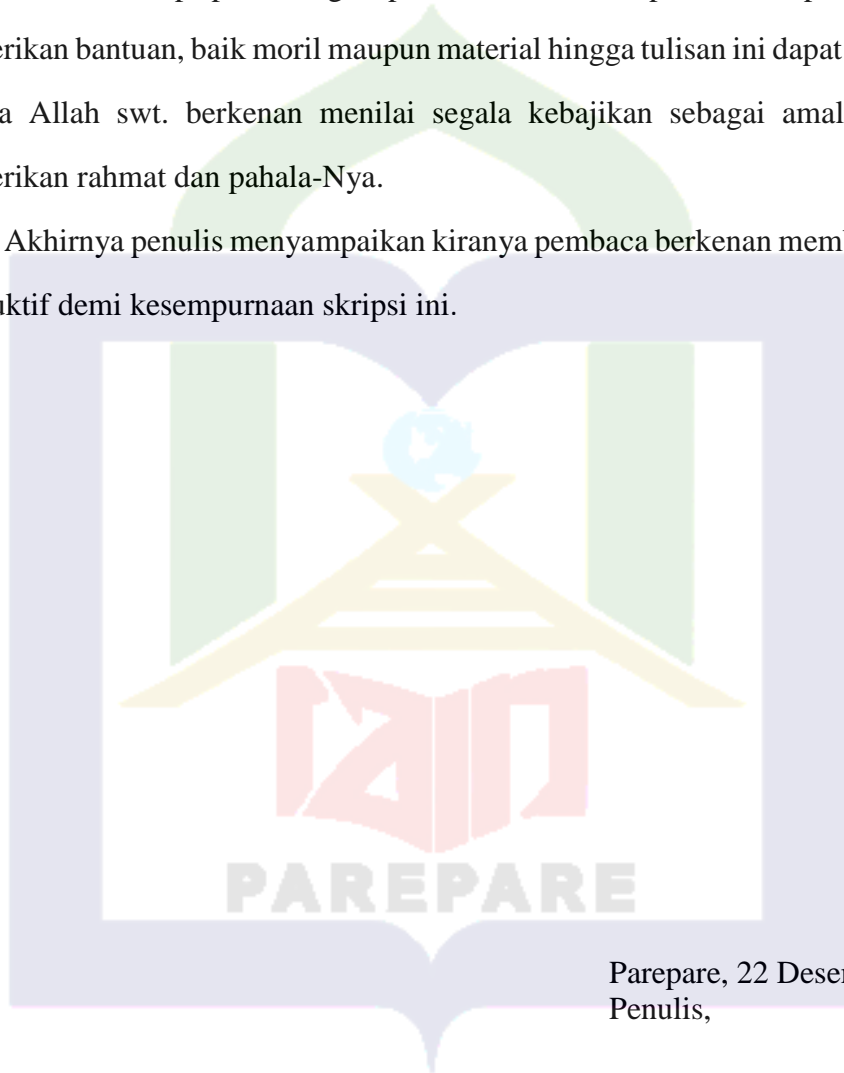 erikan bantuan, baik moril maupun material hingga tulisan ini dapat
a Allah swt. berkenan menilai segala kebajikan sebagai amal
erikan rahmat dan pahala-Nya.
Akhirnya penulis menyampaikan kiranya pembaca berkenan mem
uktif demi kesempurnaan skripsi ini.
iain
PAREPARE
Parepare, 22 Dese
Penulis,